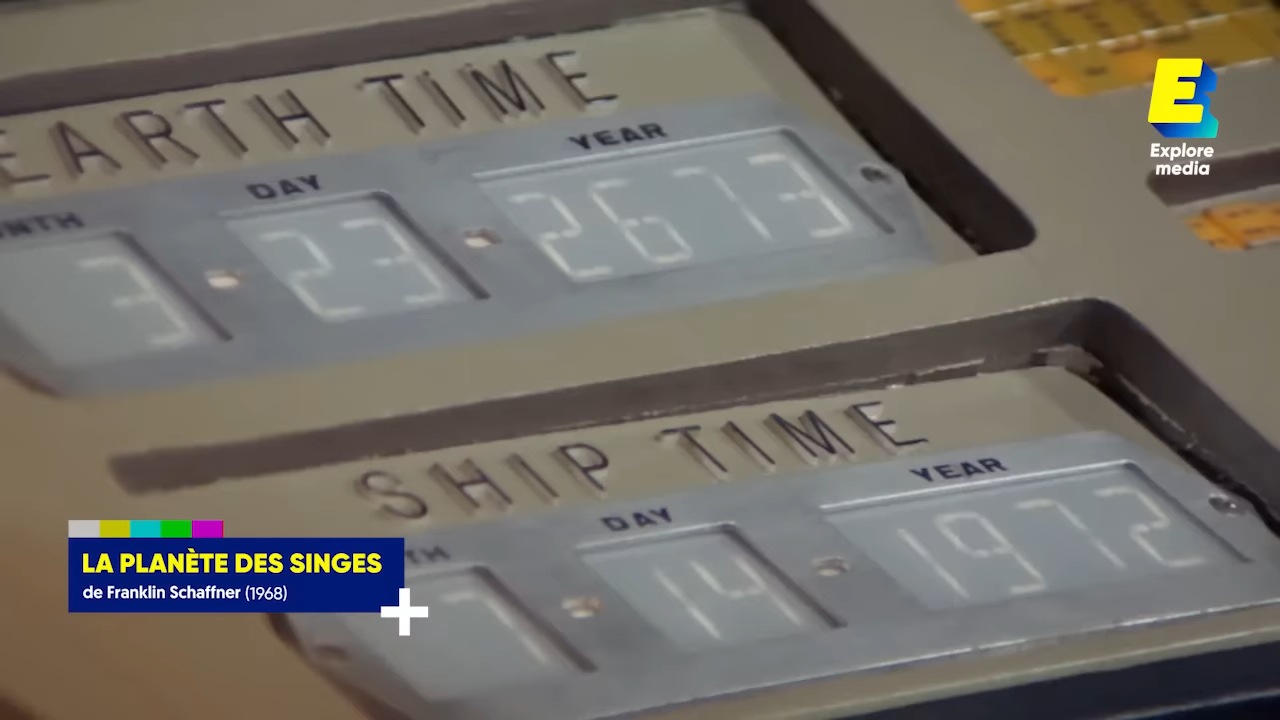 EARTH TIME
DAY
YEAR
3
23
2673
SHIP TIME
DAY
YEAR
7
14
1972
LA PLANÈTE DES SINGES
de Franklin Schaffner (1968)
E
Explore
media